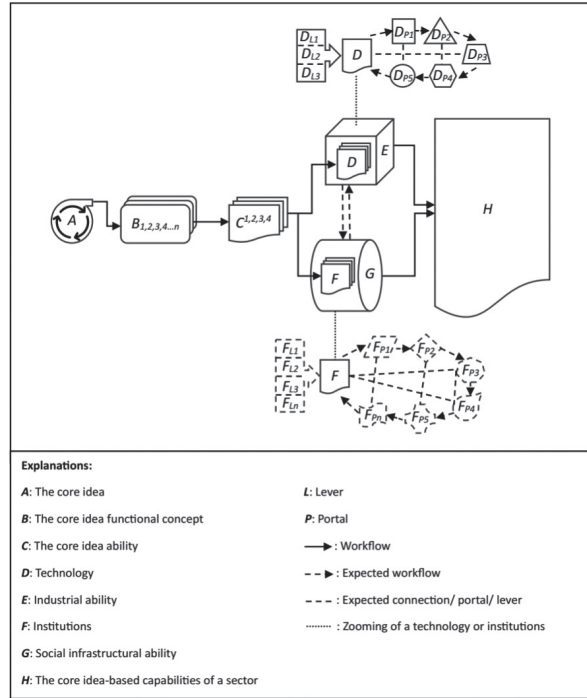 D_L1
D_L2
D_L3
D
D_P1
D_P2
D_P3
D_P5
D_P4
D
E
A
B_1,2,3,4...n
C^1,2,3,4
H
F
G
F_L1
F_L2
F_L3
F_Ln
F
F_P1
F_P2
F_P3
F_P4
F_P5
F_Pn
Explanations:
A: The core idea
B: The core idea functional concept
C: The core idea ability
D: Technology
E: Industrial ability
F: Institutions
G: Social infrastructural ability
H: The core idea-based capabilities of a sector
L: Lever
P: Portal
: Workflow
: Expected workflow
: Expected connection/ portal/ lever
: Zooming of a technology or institutions